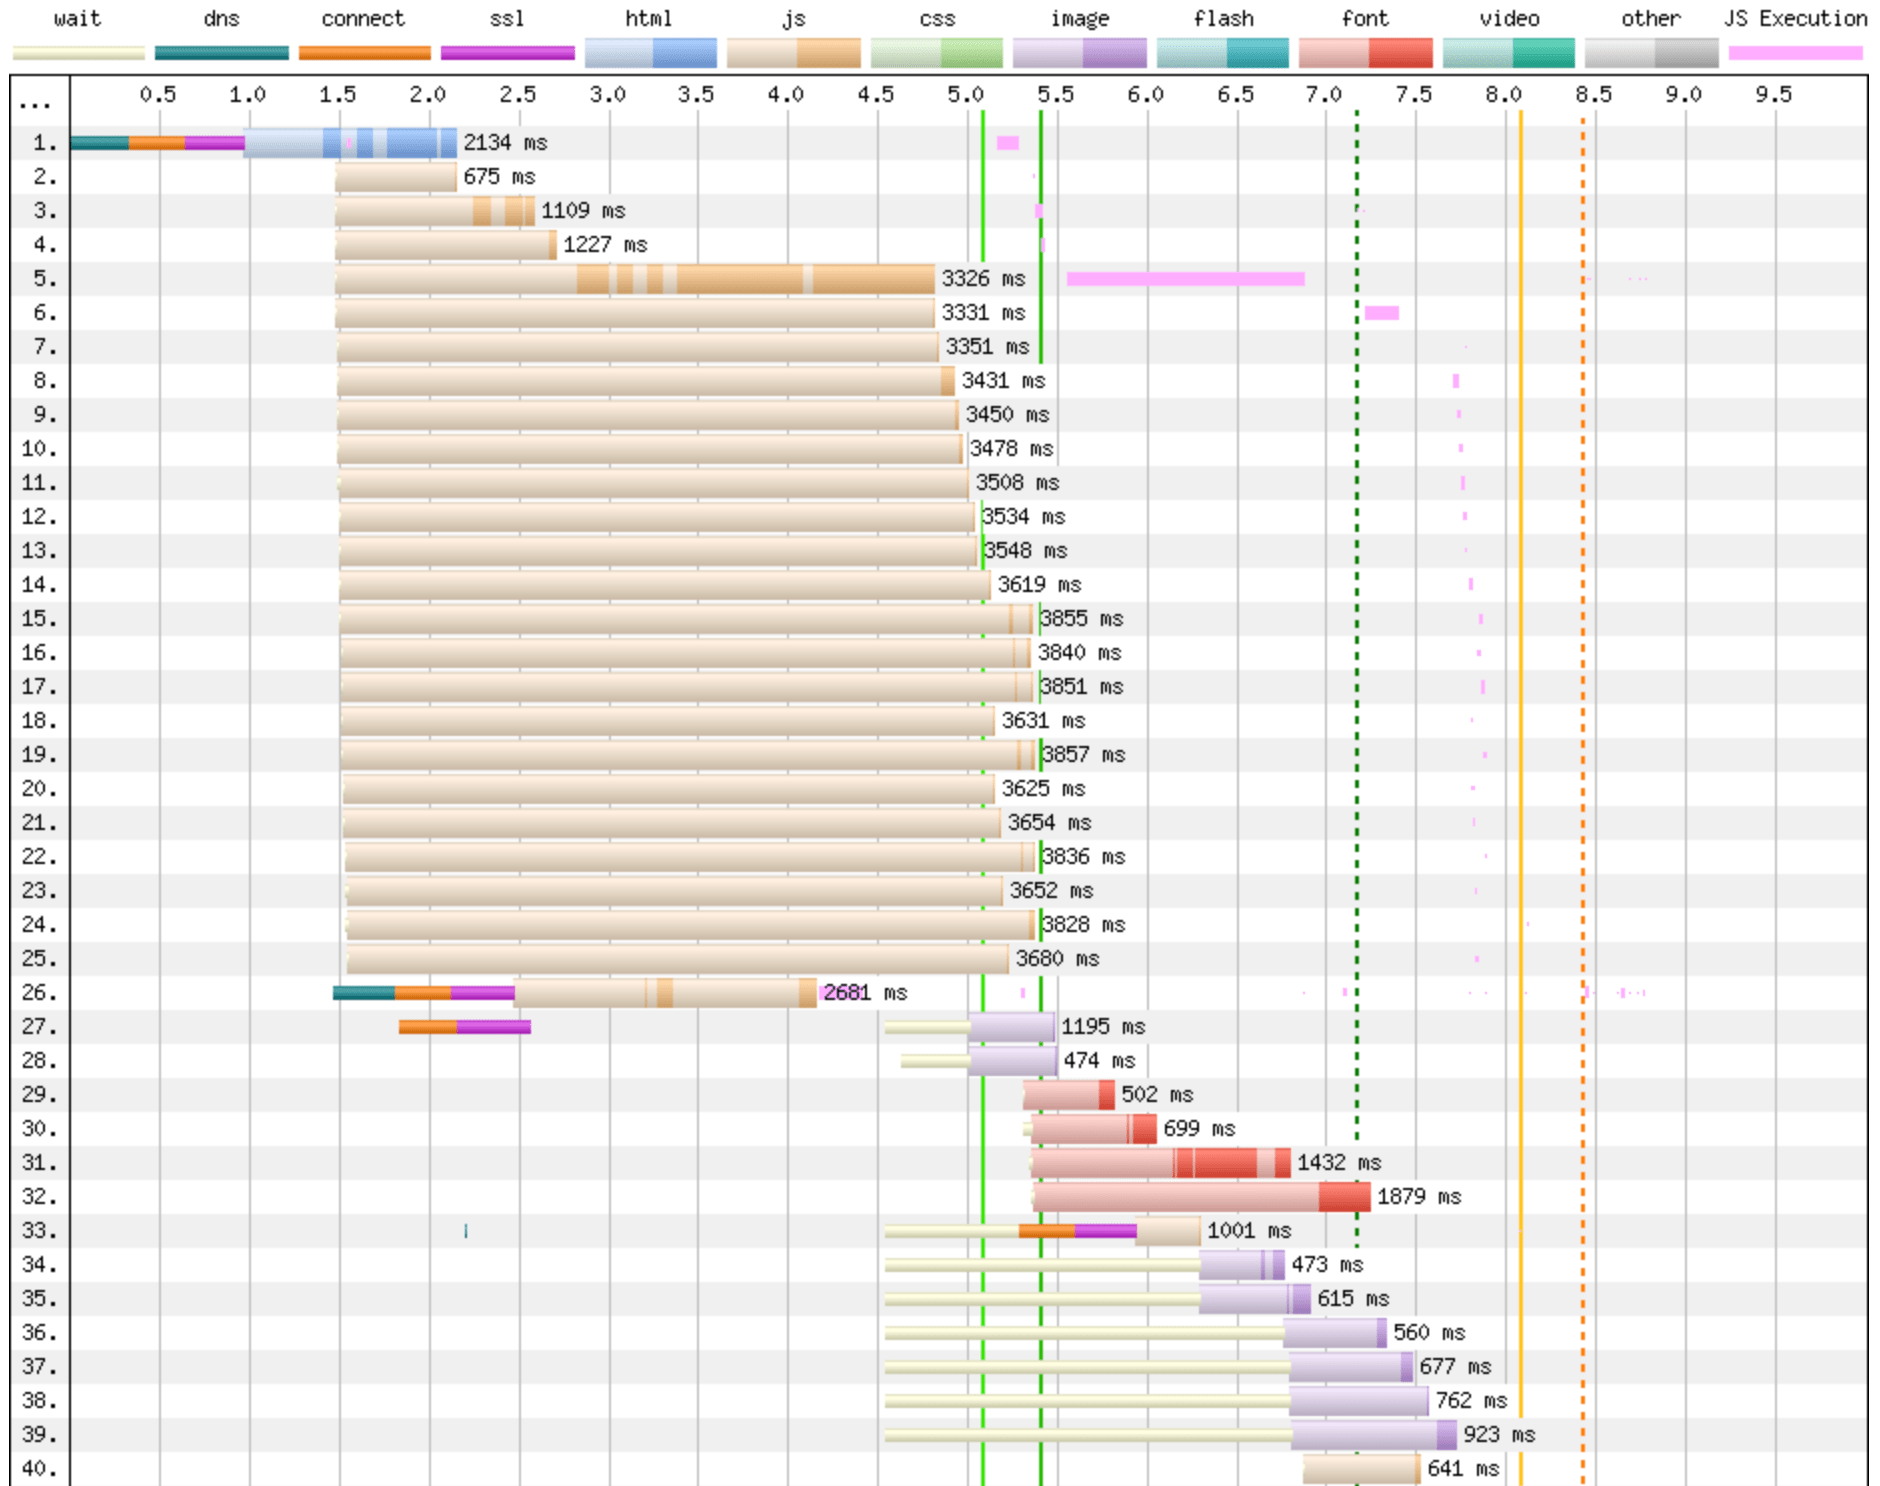 wait dns connect ssl html js css image flash font video other JS Execution
... 0.5 1.0 1.5 2.0 2.5 3.0 3.5 4.0 4.5 5.0 5.5 6.0 6.5 7.0 7.5 8.0 8.5 9.0 9.5
1. 2134 ms
2. 675 ms
3. 1109 ms
4. 1227 ms
5. 3326 ms
6. 3331 ms
7. 3351 ms
8. 3431 ms
9. 3450 ms
10. 3478 ms
11. 3508 ms
12. 3534 ms
13. 3548 ms
14. 3619 ms
15. 3855 ms
16. 3840 ms
17. 3851 ms
18. 3631 ms
19. 3857 ms
20. 3625 ms
21. 3654 ms
22. 3836 ms
23. 3652 ms
24. 3828 ms
25. 3680 ms
26. 2681 ms
27. 1195 ms
28. 474 ms
29. 502 ms
30. 699 ms
31. 1432 ms
32. 1879 ms
33. 1001 ms
34. 473 ms
35. 615 ms
36. 560 ms
37. 677 ms
38. 762 ms
39. 923 ms
40. 641 ms